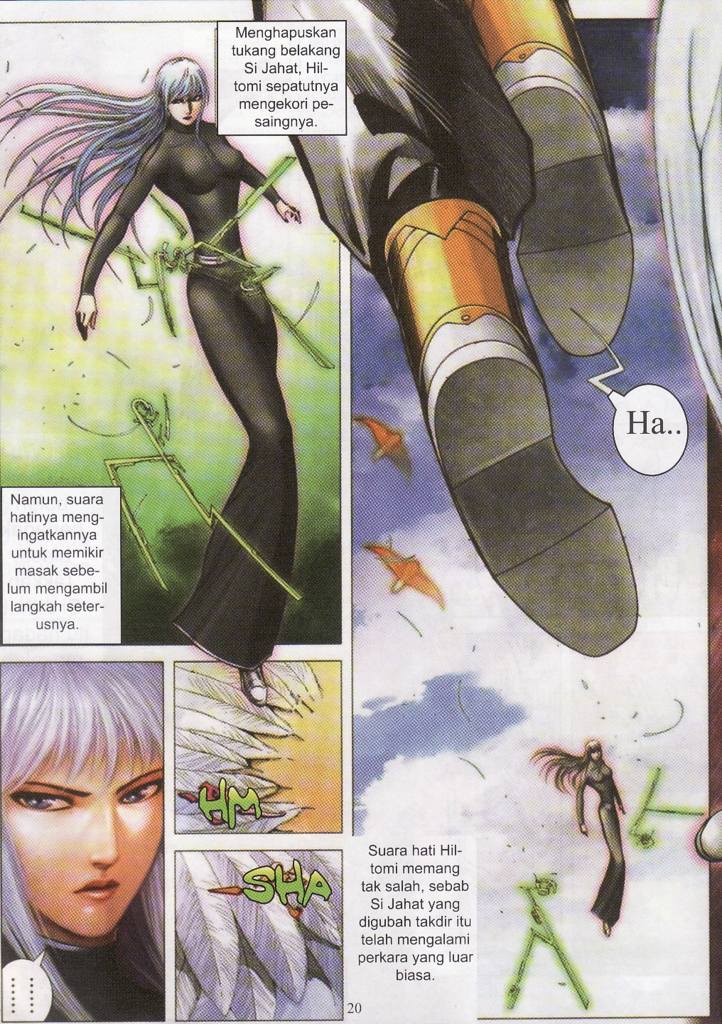 Menghapuskan
tukang belakang
Si Jahat, Hil-
tomi sepatutnya
mengekori pe-
saingnya.
Ha..
Namun, suara
hatinya meng-
ingatkannya
untuk memikir
masak sebe-
lum mengambil
langkah seter-
usnya.
HM
SHA
Suara hati Hil-
tomi memang
tak salah, sebab
Si Jahat yang
digubah takdir itu
telah mengalami
perkara yang luar
biasa.
......
20